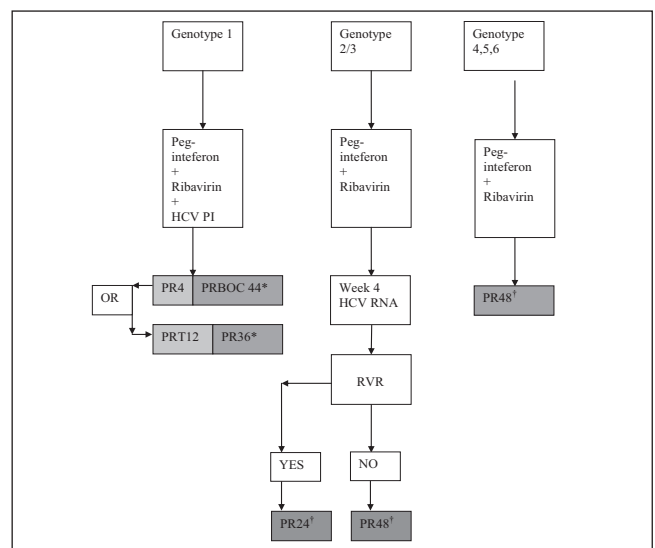 Genotype 1
Genotype
2/3
Genotype
4,5,6
Peg-
inteferon
+
Ribavirin
+
HCV PI
Peg-
inteferon
+
Ribavirin
Peg-
inteferon
+
Ribavirin
PR4 PRBOC 44*
OR
PRT12 PR36*
Week 4
HCV RNA
PR48†
RVR
YES
NO
PR24†
PR48†